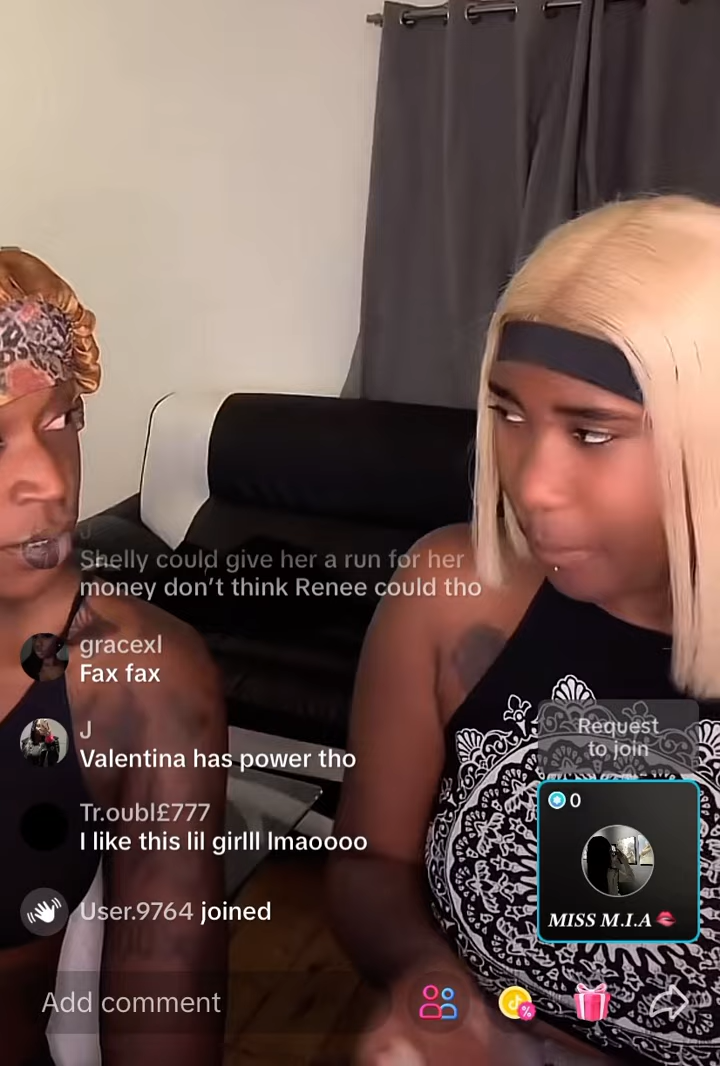 J
Shelly could give her a run for her
money don't think Renee could tho
gracexl
Fax fax
J
Valentina has power tho
Tr.oubl£777
I like this lil girlll lmaoooo
User.9764 joined
Request
to join
0
MISS M.I.A 💋
Add comment